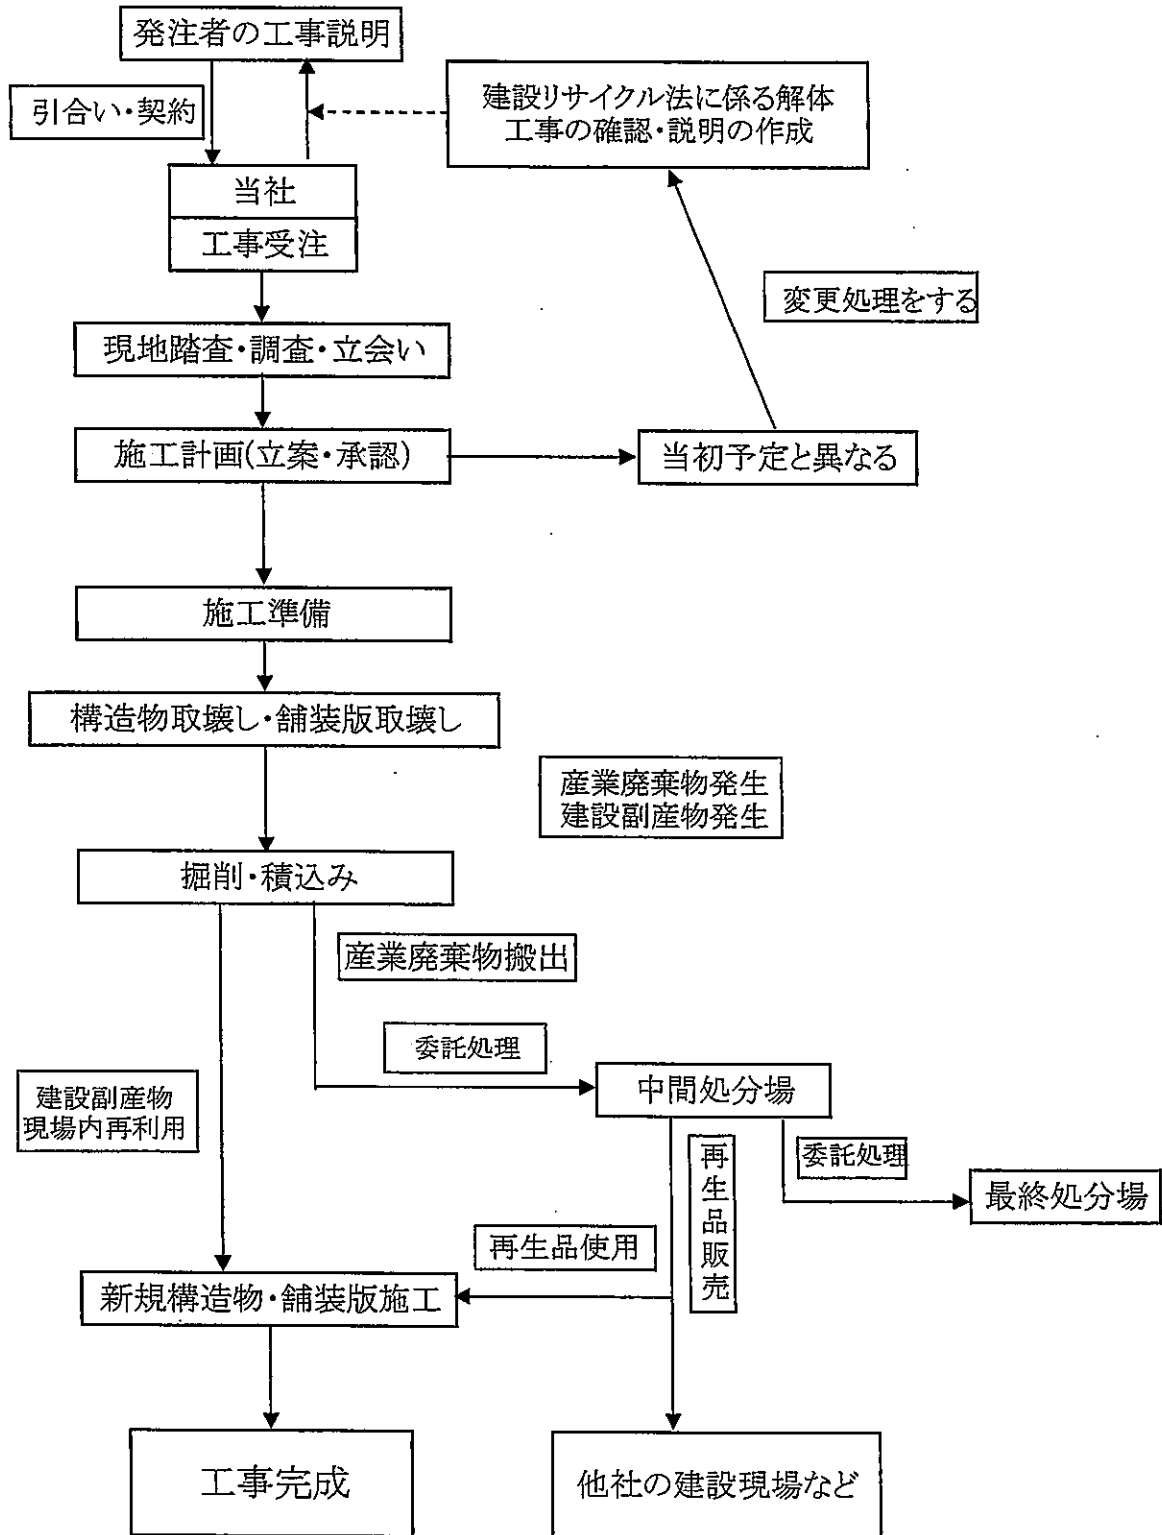 発注者の工事説明
引合い・契約
建設リサイクル法に係る解体
工事の確認・説明の作成
当社
工事受注
変更処理をする
現地踏査・調査・立会い
施工計画(立案・承認)
当初予定と異なる
施工準備
構造物取壊し・舗装版取壊し
産業廃棄物発生
建設副産物発生
掘削・積込み
産業廃棄物搬出
委託処理
中間処分場
建設副産物
現場内再利用
再生品販売
委託処理
最終処分場
再生品使用
新規構造物・舗装版施工
工事完成
他社の建設現場など